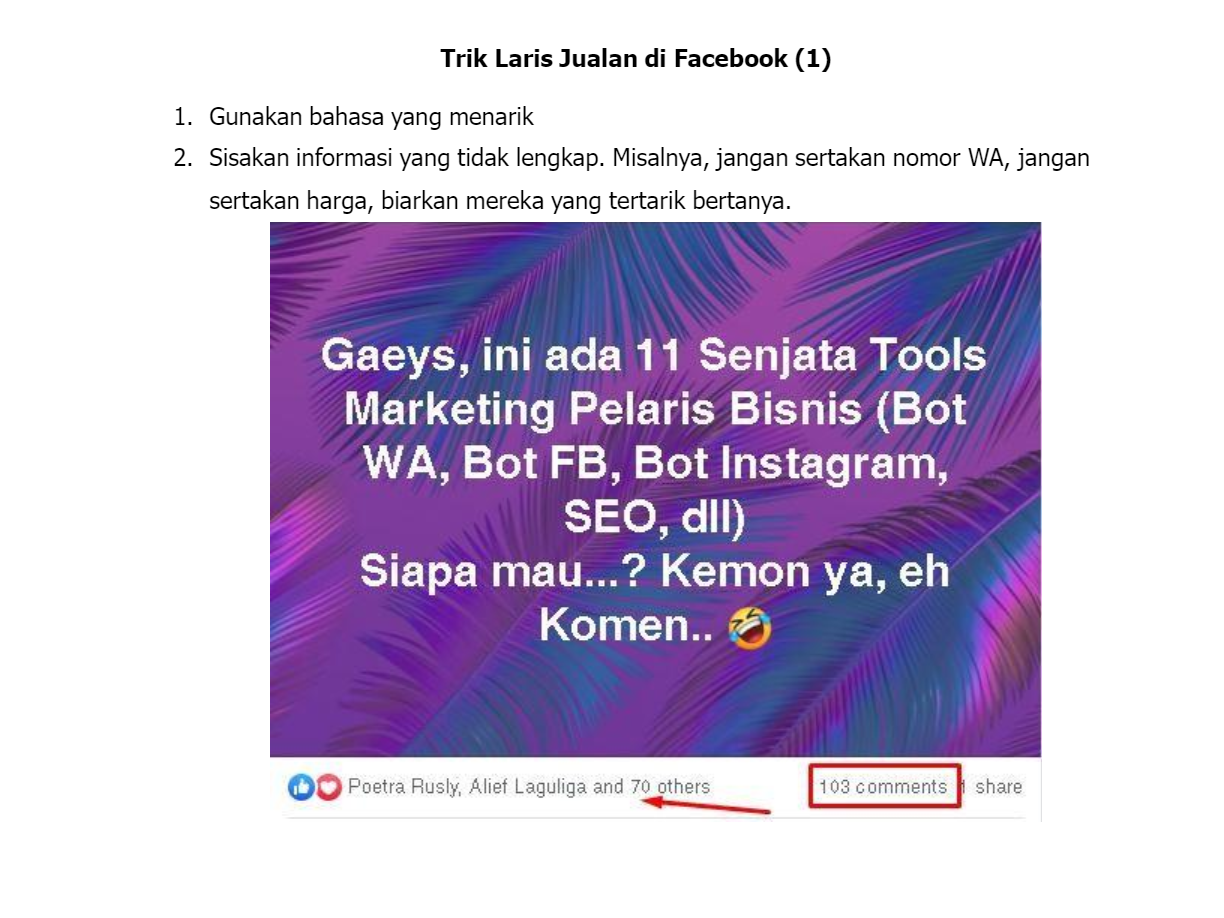 Trik Laris Jualan di Facebook (1)
1. Gunakan bahasa yang menarik
2. Sisakan informasi yang tidak lengkap. Misalnya, jangan sertakan nomor WA, jangan
sertakan harga, biarkan mereka yang tertarik bertanya.
Gaeys, ini ada 11 Senjata Tools
Marketing Pelaris Bisnis (Bot
WA, Bot FB, Bot Instagram,
SEO, dll)
Siapa mau...? Kemon ya, eh
Komen.. 🤣
Poetra Rusly, Alief Laguliga and 70 others 103 comments 1 share